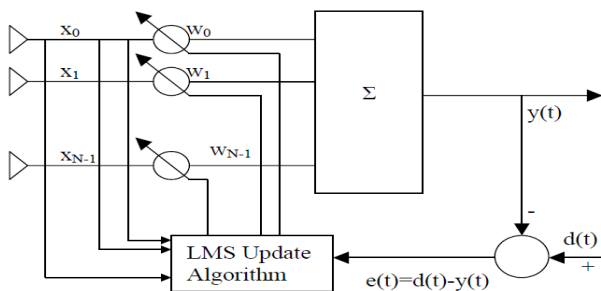 x₀ w₀
x₁ w₁
Σ
y(t)
xN-1 wN-1
-
d(t)
+
LMS Update
Algorithm
e(t)=d(t)-y(t)